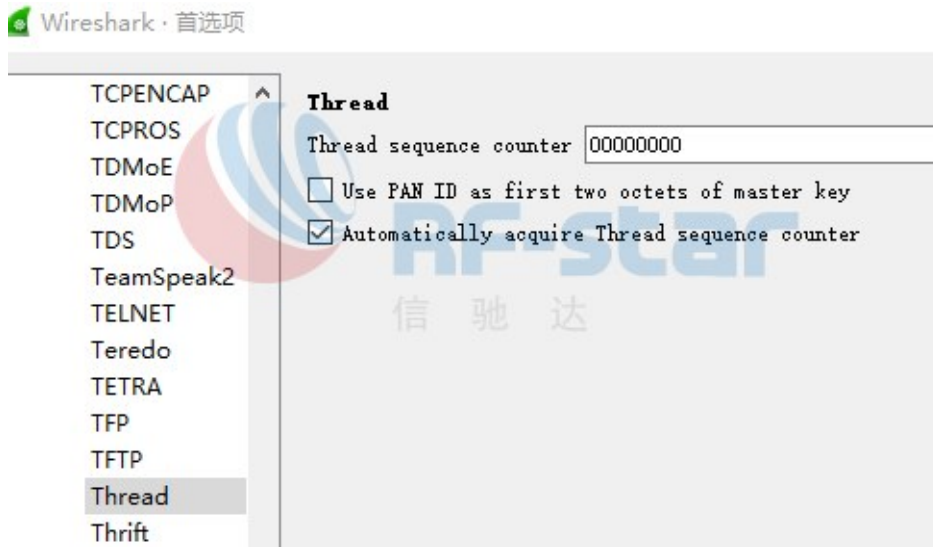 Wireshark · 首选项
TCPENCAP
TCPROS
TDMoE
TDMoP
TDS
TeamSpeak2
TELNET
Teredo
TETRA
TFP
TFTP
Thread
Thrift
Thread
Thread sequence counter 00000000
Use PAN ID as first two octets of master key
Automatically acquire Thread sequence counter
RF-star
信驰达